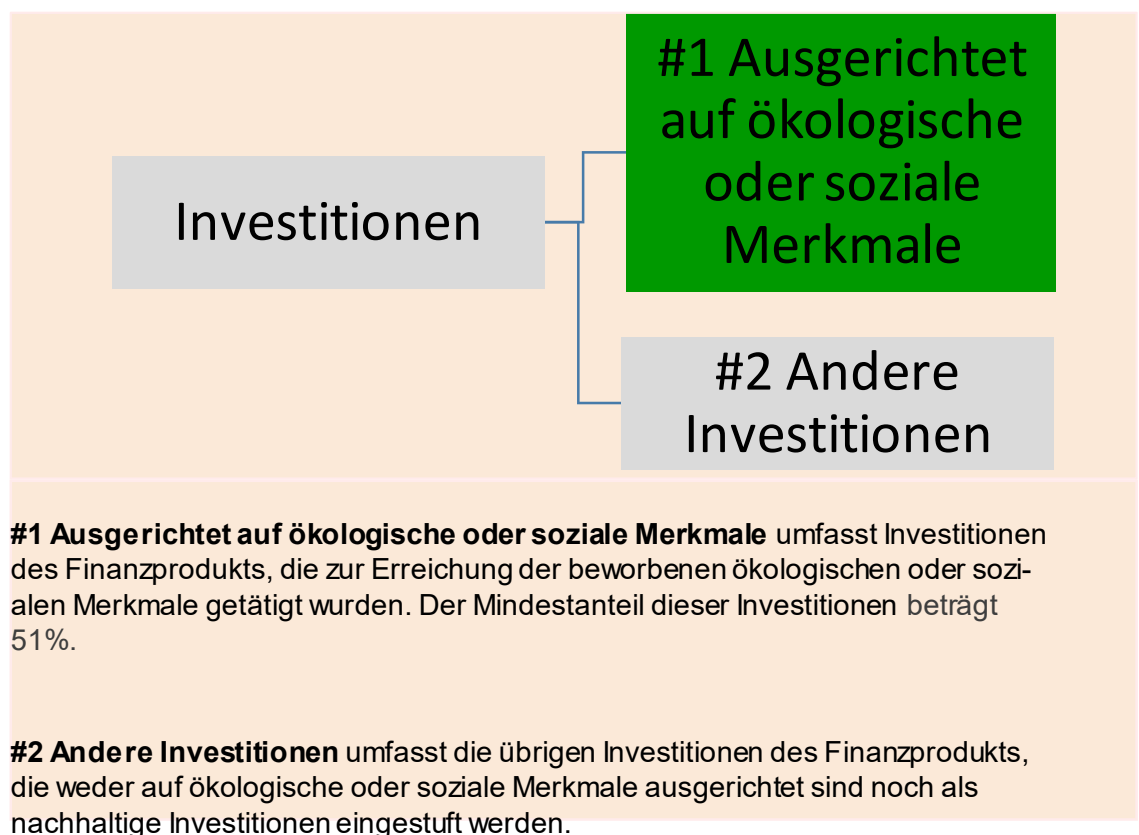 #1 Ausgerichtet
auf ökologische
oder soziale
Merkmale
Investitionen
#2 Andere
Investitionen
#1 Ausgerichtet auf ökologische oder soziale Merkmale umfasst Investitionen
des Finanzprodukts, die zur Erreichung der beworbenen ökologischen oder sozi-
alen Merkmale getätigt wurden. Der Mindestanteil dieser Investitionen beträgt
51%.
#2 Andere Investitionen umfasst die übrigen Investitionen des Finanzprodukts,
die weder auf ökologische oder soziale Merkmale ausgerichtet sind noch als
nachhaltige Investitionen eingestuft werden.